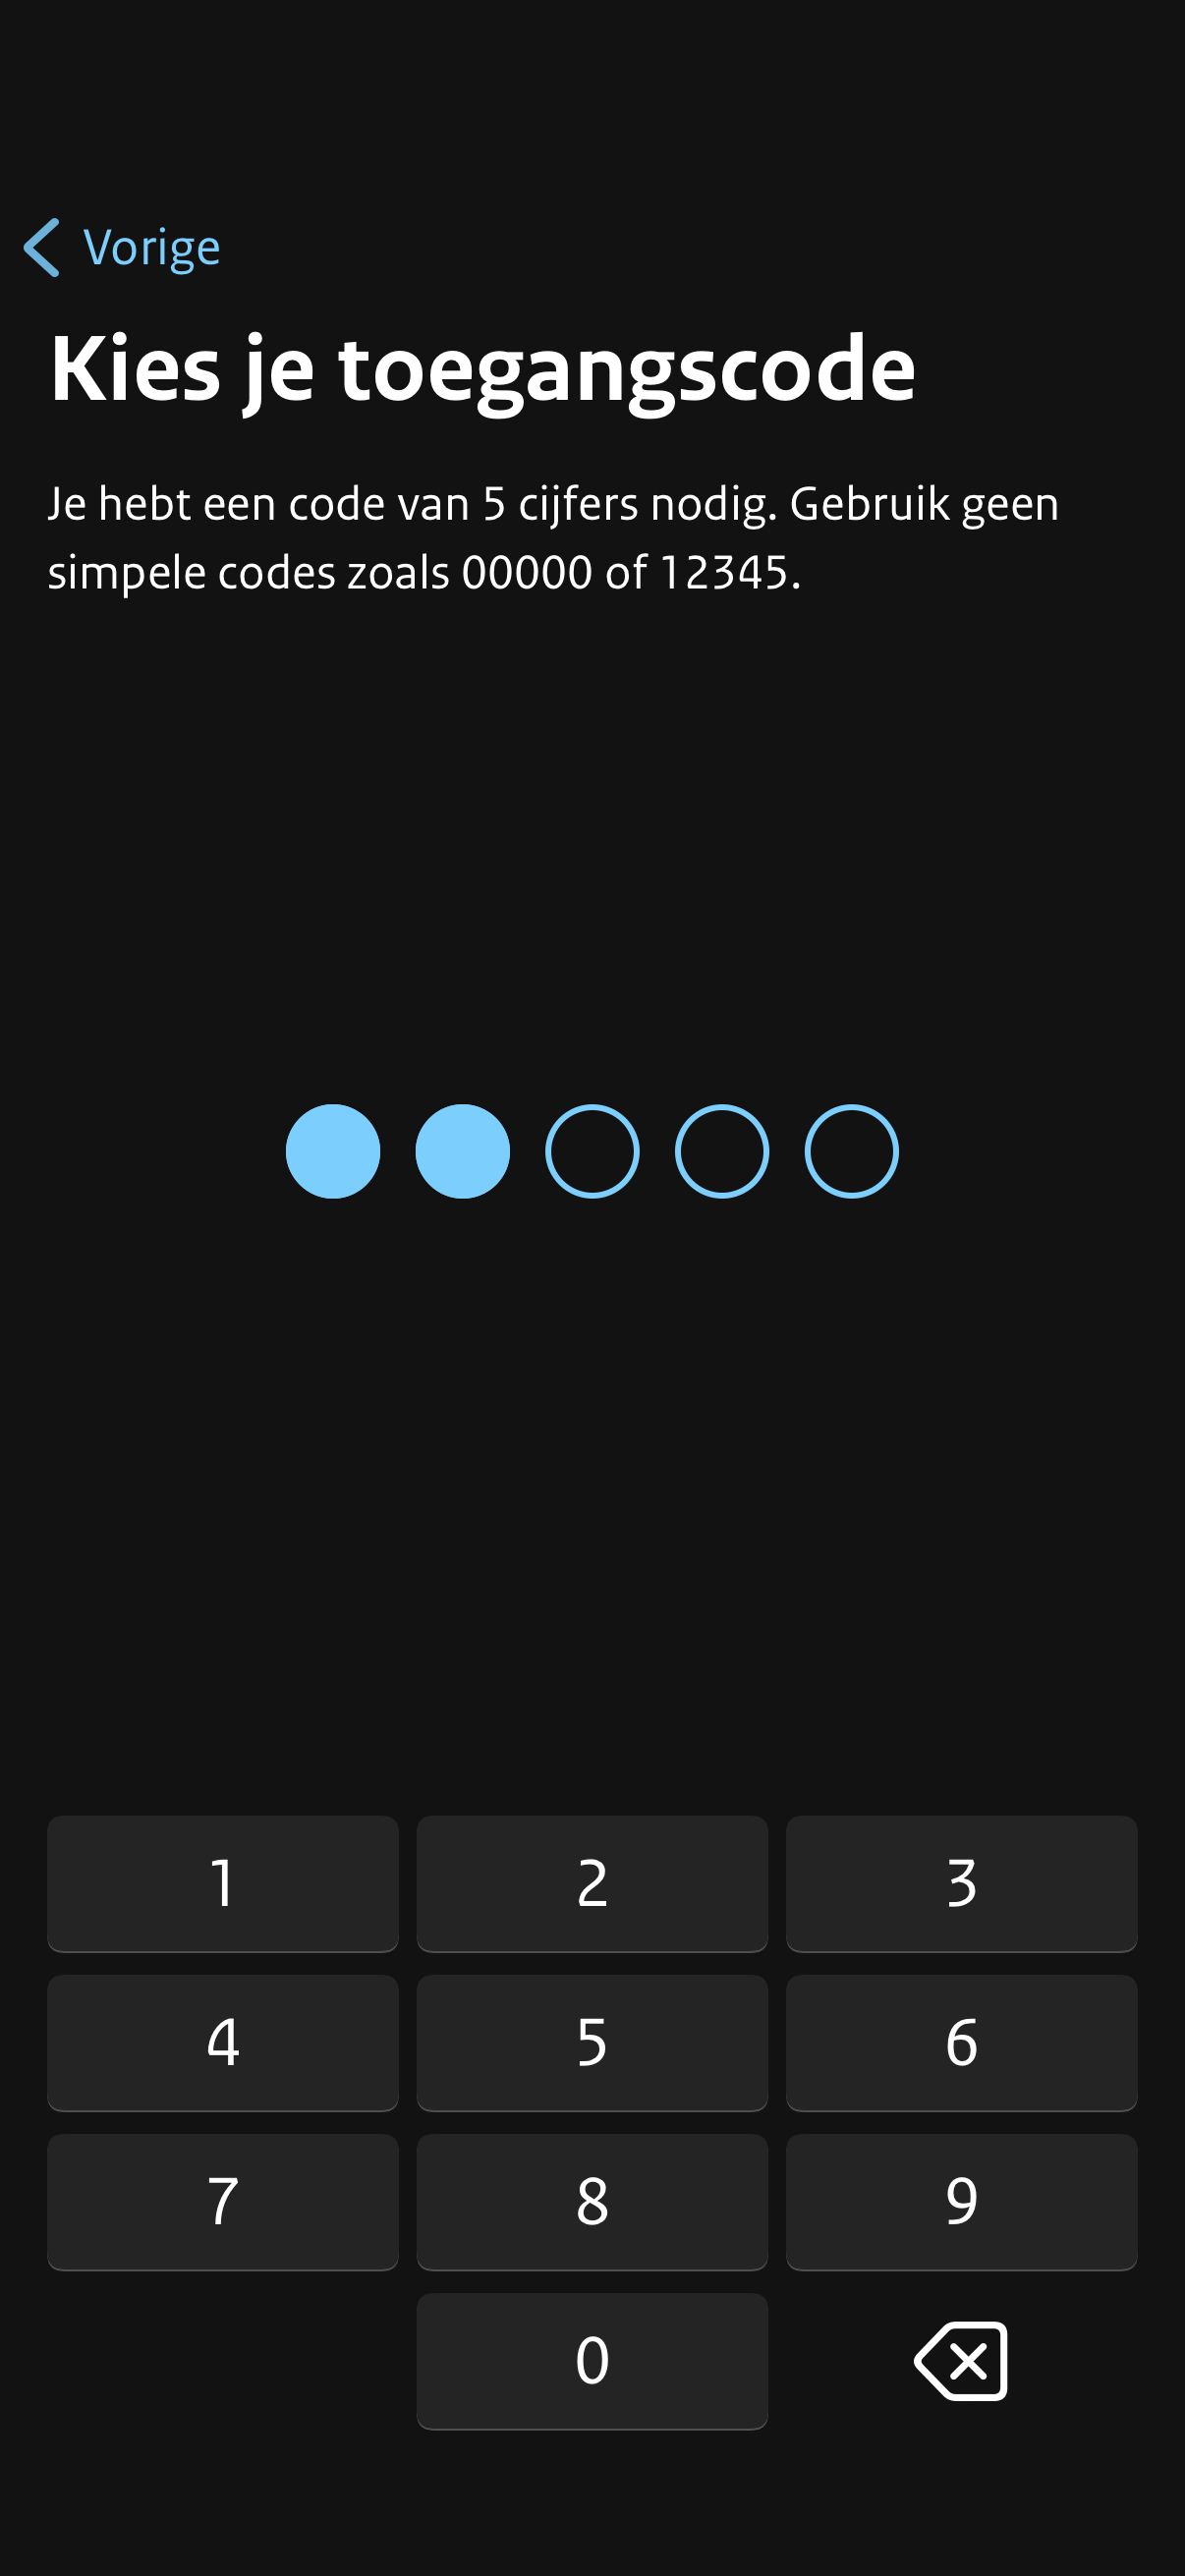 Vorige
Kies je toegangscode
Je hebt een code van 5 cijfers nodig. Gebruik geen
simpele codes zoals 00000 of 12345.
1 2 3
4 5 6
7 8 9
0